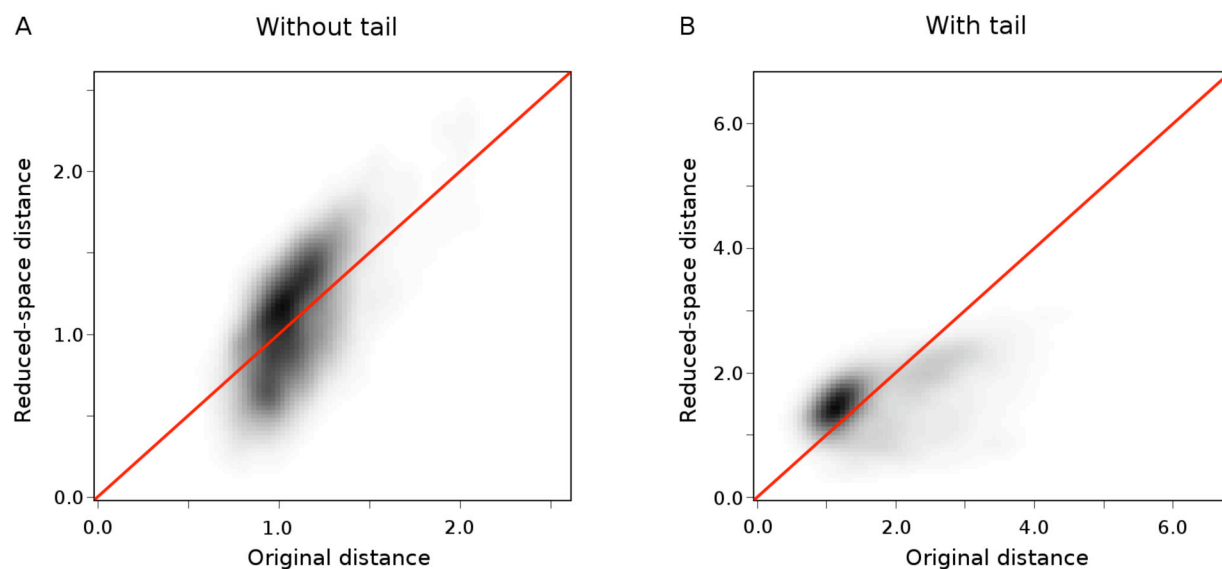 A
Without tail
Reduced-space distance
2.0
1.0
0.0
0.0 1.0 2.0
Original distance
B
With tail
Reduced-space distance
6.0
4.0
2.0
0.0
0.0 2.0 4.0 6.0
Original distance